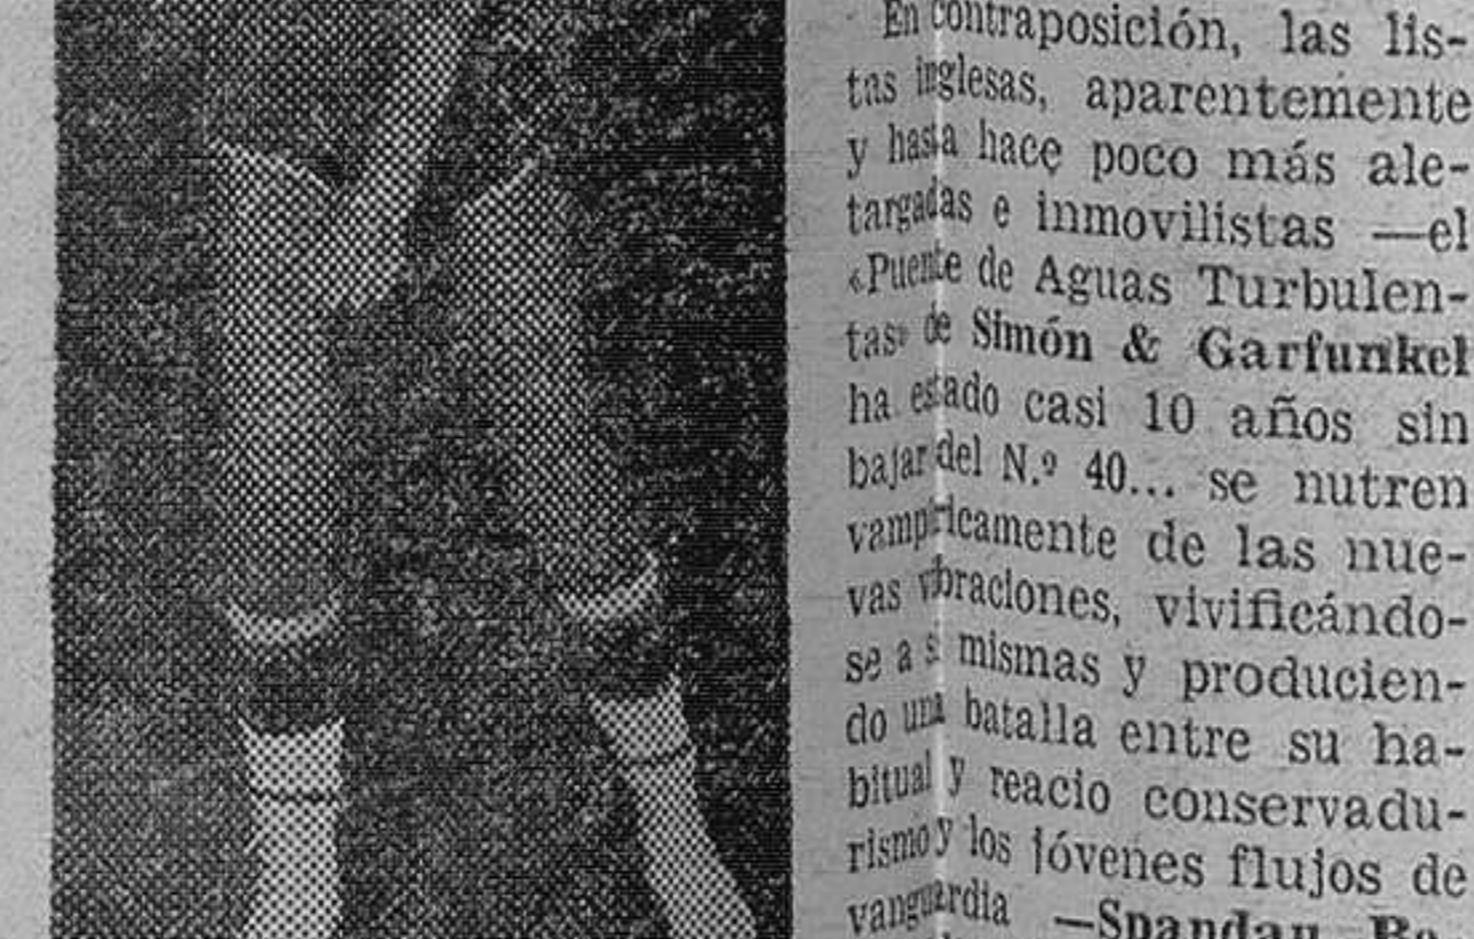 En contraposición, las lis-
tas inglesas, aparentemente
y hasta hace poco más ale-
targadas e inmovilistas —el
«Puente de Aguas Turbulen-
tas» de Simón & Garfunkel
ha estado casi 10 años sin
bajar del N.º 40... se nutren
vampíricamente de las nue-
vas vibraciones, vivificándo-
se a sí mismas y producien-
do una batalla entre su ha-
bitual y reacio conservadu-
rismo y los jóvenes flujos de
vanguardia —Spandau Ba-